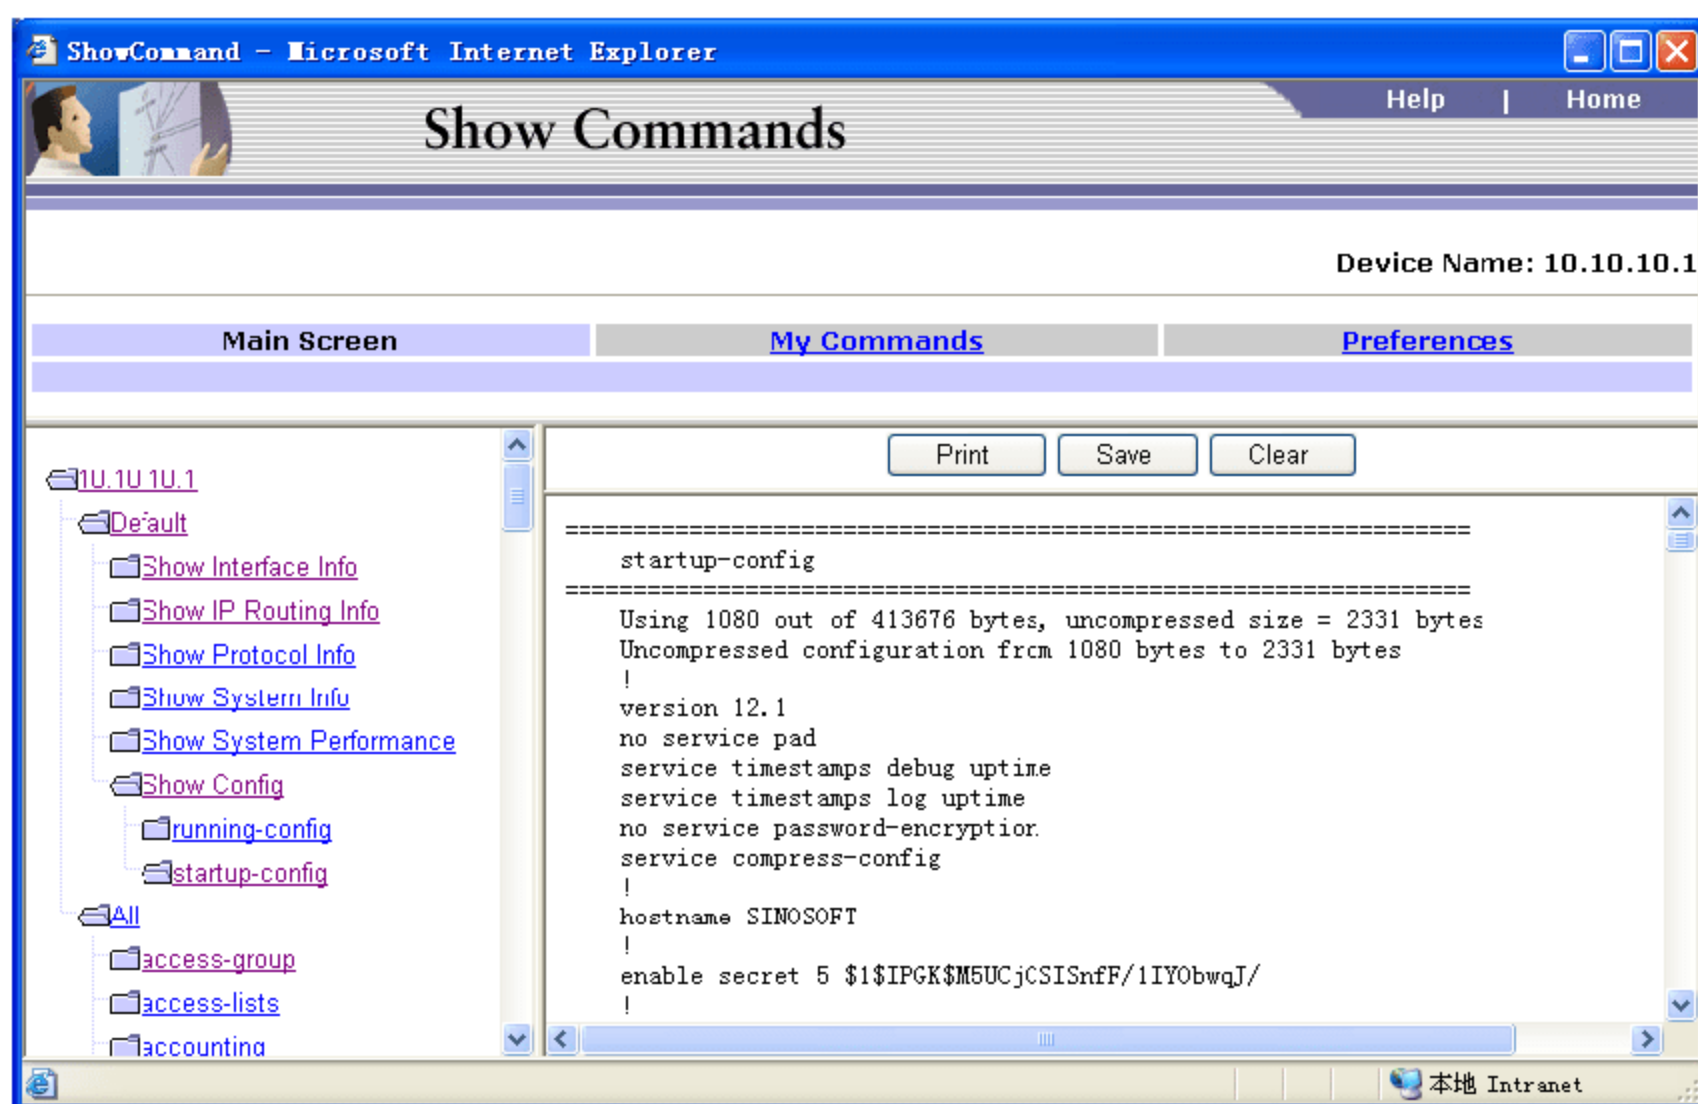 ShowCommand - Microsoft Internet Explorer
Show Commands
Help | Home
Device Name: 10.10.10.1
Main Screen
My Commands
Preferences
10.10.10.1
Default
Show Interface Info
Show IP Routing Info
Show Protocol Info
Show System Info
Show System Performance
Show Config
running-config
startup-config
All
access-group
access-lists
accounting
Print
Save
Clear
==================================================================
startup-config
==================================================================
Using 1080 out of 413676 bytes, uncompressed size = 2331 bytes
Uncompressed configuration from 1080 bytes to 2331 bytes
!
version 12.1
no service pad
service timestamps debug uptime
service timestamps log uptime
no service password-encryption
service compress-config
!
hostname SINOSOFT
!
enable secret 5 $1$IPGK$M5UCjCSISnfF/1IYObwqJ/
!
本地 Intranet